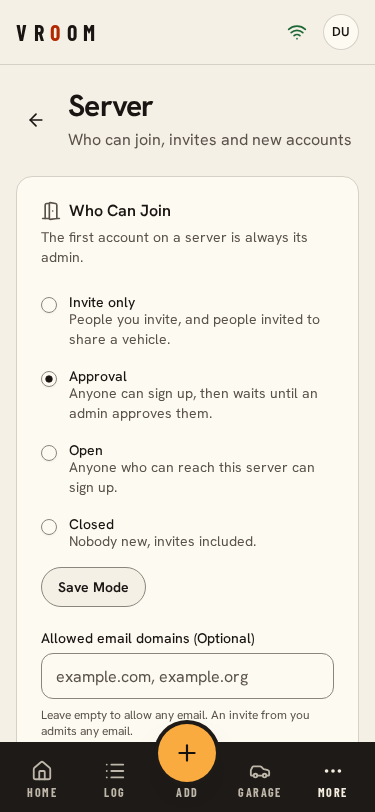 VROOM
DU
Server
Who can join, invites and new accounts
Who Can Join
The first account on a server is always its
admin.
Invite only
People you invite, and people invited to
share a vehicle.
Approval
Anyone can sign up, then waits until an
admin approves them.
Open
Anyone who can reach this server can
sign up.
Closed
Nobody new, invites included.
Save Mode
Allowed email domains (Optional)
example.com, example.org
Leave empty to allow any email. An invite from you
admits any email.
HOME
LOG
ADD
GARAGE
MORE